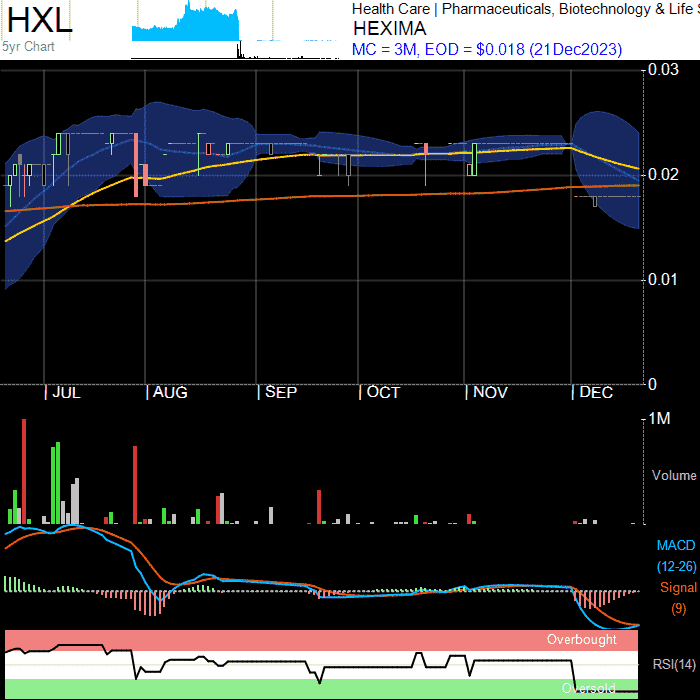 HXL
5yr Chart
Health Care | Pharmaceuticals, Biotechnology & Life S
HEXIMA
MC = 3M, EOD = $0.018 (21Dec2023)
0.03
0.02
0.01
0
| JUL | AUG | SEP | OCT | NOV | DEC
1M
Volume
MACD
(12-26)
Signal
(9)
Overbought
RSI(14)
Oversold